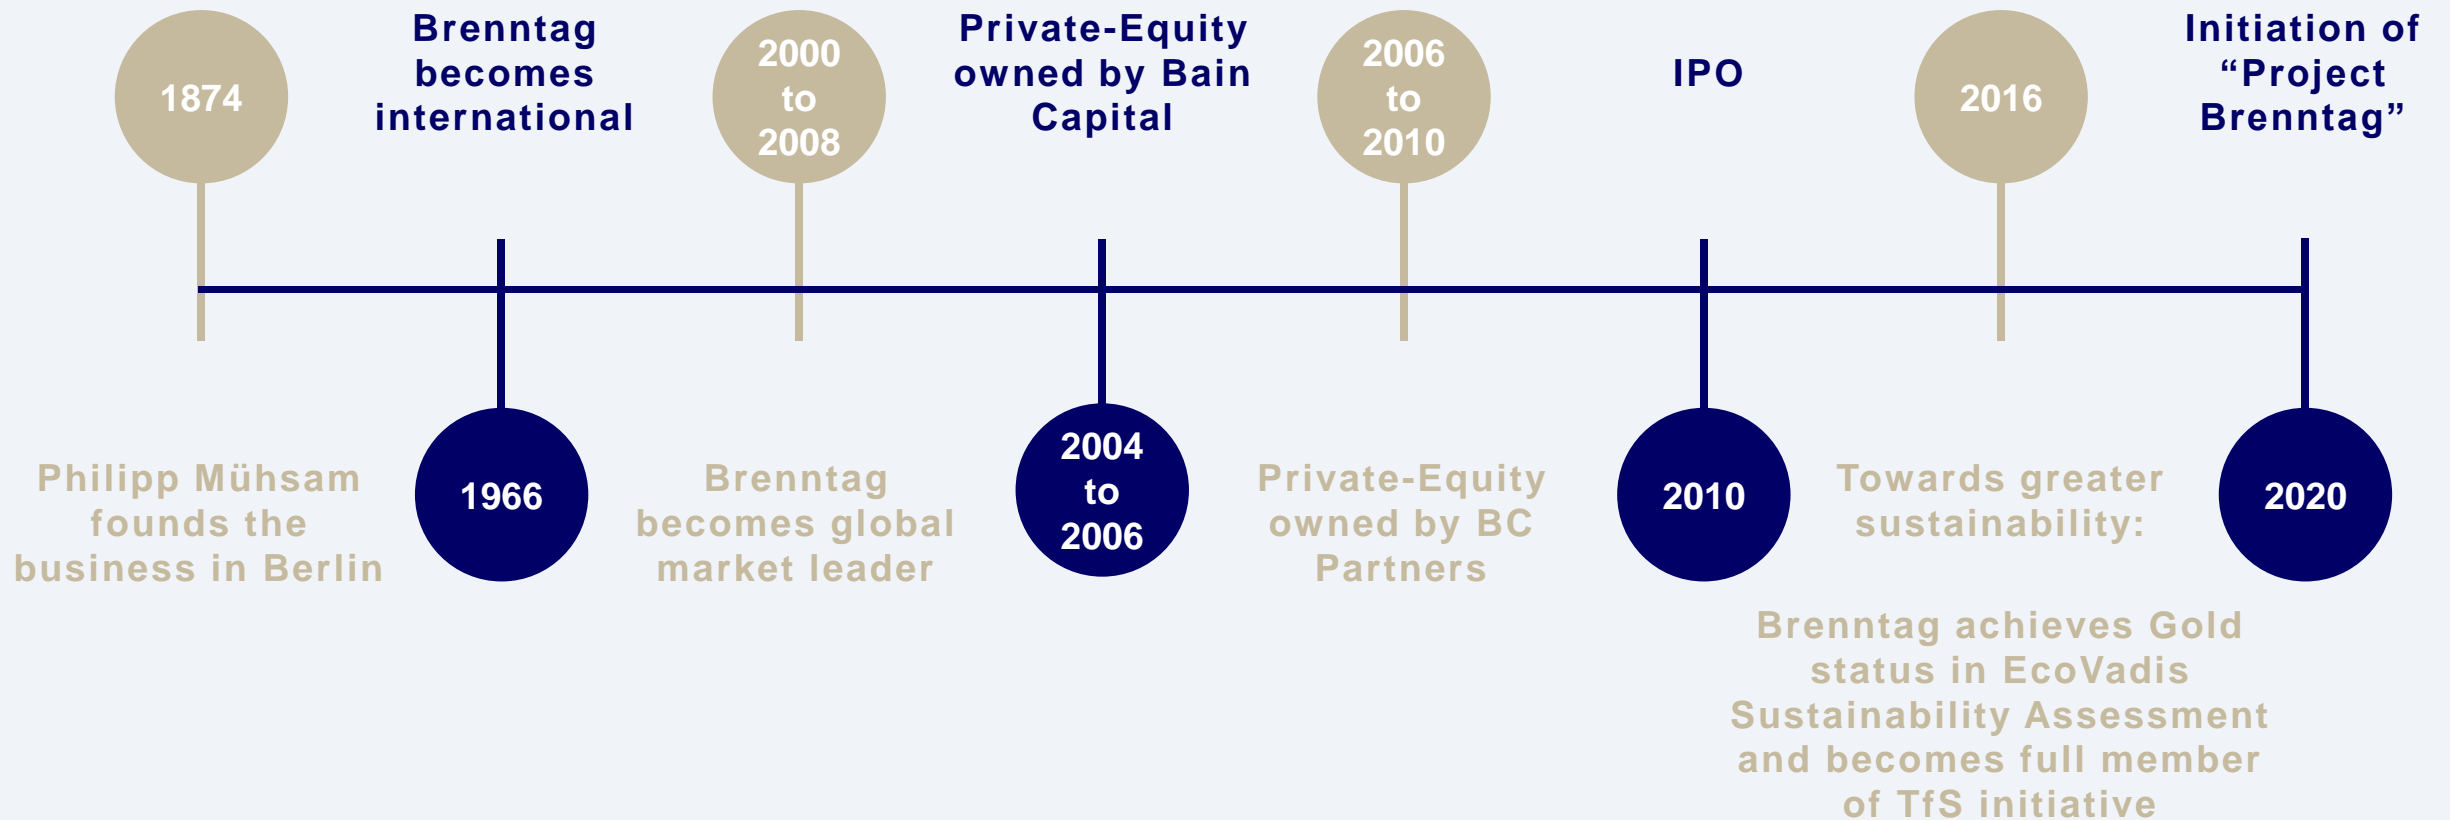 1874
Philipp Mühsam
founds the
business in Berlin
Brenntag
becomes
international
1966
2000
to
2008
Brenntag
becomes global
market leader
Private-Equity
owned by Bain
Capital
2004
to
2006
2006
to
2010
Private-Equity
owned by BC
Partners
IPO
2010
2016
Towards greater
sustainability:
Brenntag achieves Gold
status in EcoVadis
Sustainability Assessment
and becomes full member
of TfS initiative
Initiation of
“Project
Brenntag”
2020